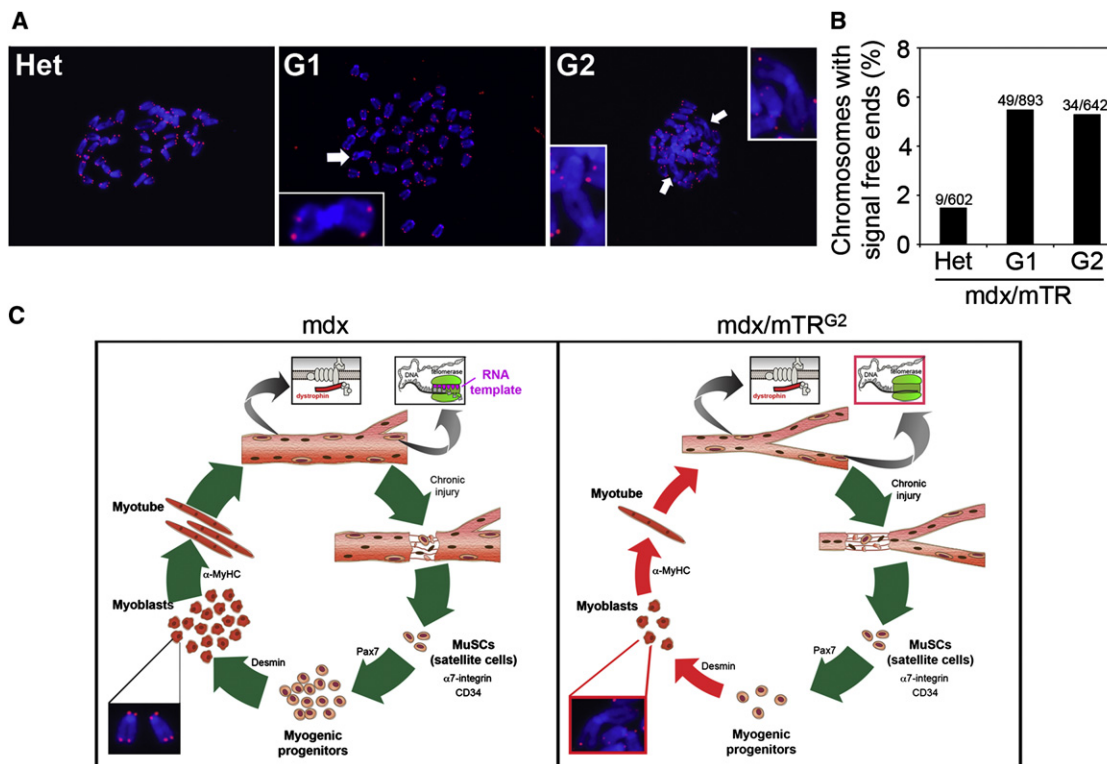 A
Het
G1
G2
B
Chromosomes with
signal free ends (%)
8
6
4
2
0
9/602
49/893
34/642
Het
G1
G2
mdx/mTR
C
mdx
dystrophin
DNA
telomerase
RNA
template
Chronic
injury
MuSCs
(satellite cells)
α7-integrin
CD34
Pax7
Myogenic
progenitors
Desmin
Myoblasts
α-MyHC
Myotube
mdx/mTRG2
dystrophin
DNA
telomerase
Chronic
injury
MuSCs
(satellite cells)
α7-integrin
CD34
Pax7
Myogenic
progenitors
Desmin
Myoblasts
α-MyHC
Myotube